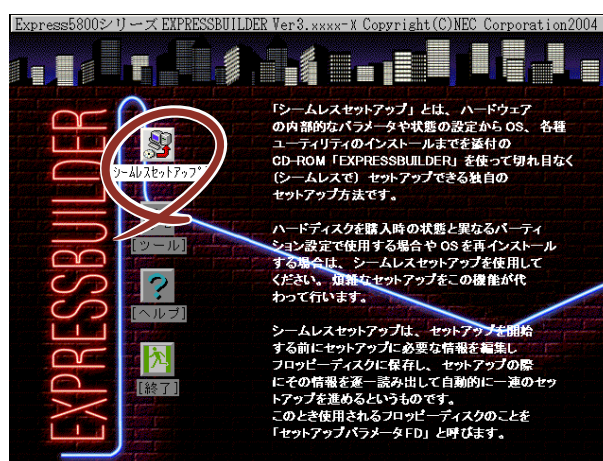 Express5800シリーズ EXPRESSBUILDER Ver3.xxxx-X Copyright(C)NEC Corporation2004
EXPRESSBUILDER
シームレスセットアップ
[ツール]
[ヘルプ]
[終了]
「シームレスセットアップ」とは、ハードウェア
の内部的なパラメータや状態の設定からOS、各種
ユーティリティのインストールまでを添付の
CD-ROM「EXPRESSBUILDER」を使って切れ目なく
(シームレスで)セットアップできる独自の
セットアップ方法です。
ハードディスクを購入時の状態と異なるパーティ
ション設定で使用する場合やOSを再インストール
する場合は、シームレスセットアップを使用して
ください。煩雑なセットアップをこの機能が代
わって行います。
シームレスセットアップは、セットアップを開始
する前にセットアップに必要な情報を編集し
フロッピーディスクに保存し、セットアップの際
にその情報を逐一読み出して自動的に一連のセッ
トアップを進めるというものです。
このとき使用されるフロッピーディスクのことを
「セットアップパラメータFD」と呼びます。